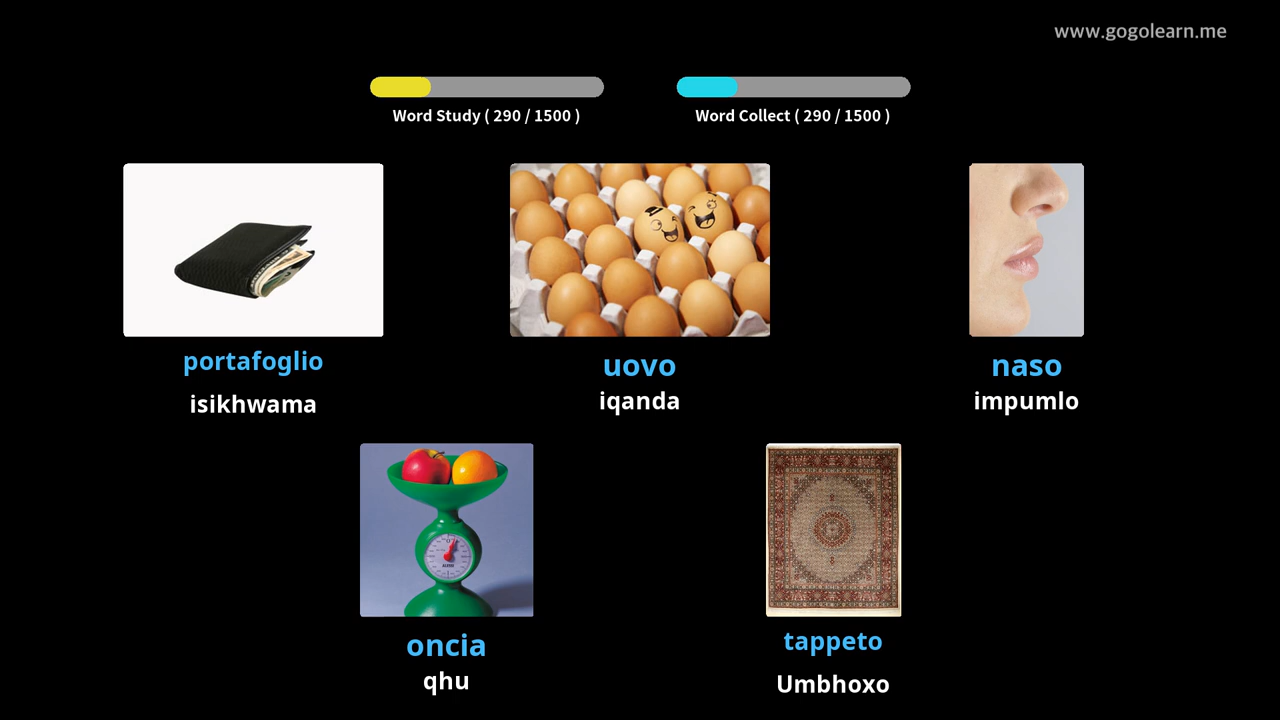 www.gogolearn.me
Word Study ( 290 / 1500 )
Word Collect ( 290 / 1500 )
portafoglio
isikhwama
uovo
iqanda
naso
impumlo
oncia
qhu
tappeto
Umbhoxo